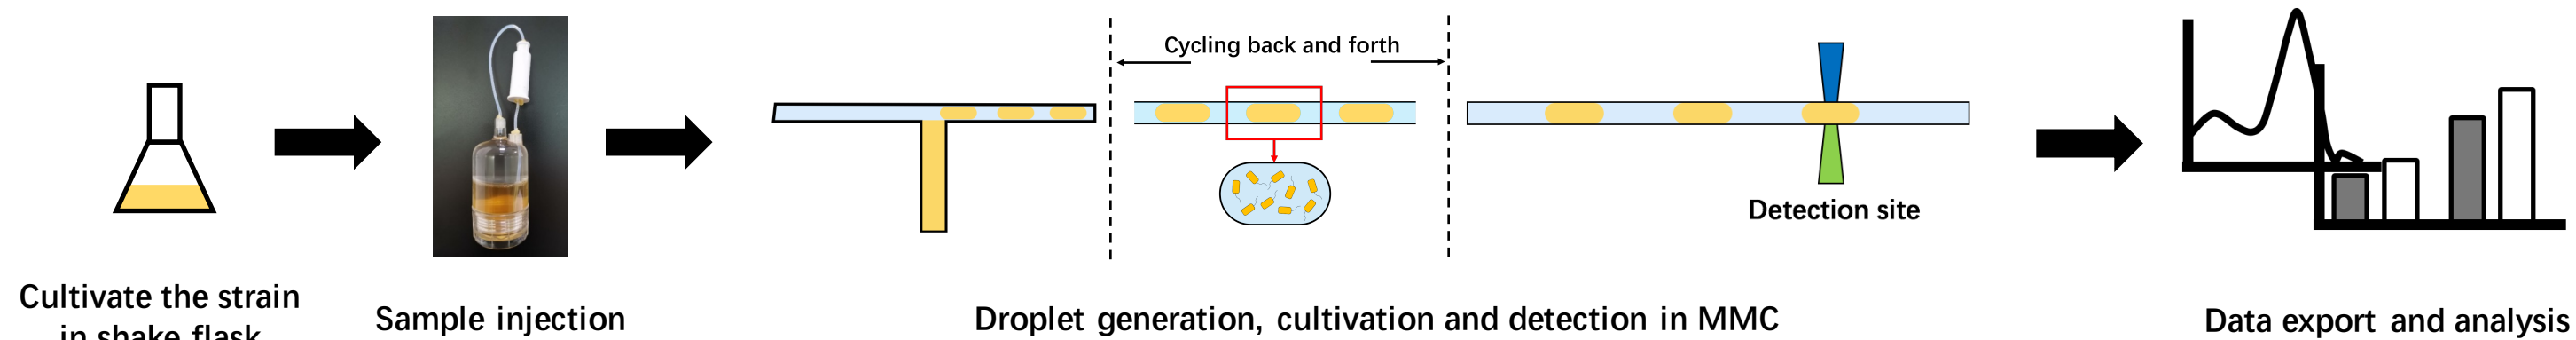 Cycling back and forth
Detection site
Cultivate the strain
in shake flask
Sample injection
Droplet generation, cultivation and detection in MMC
Data export and analysis